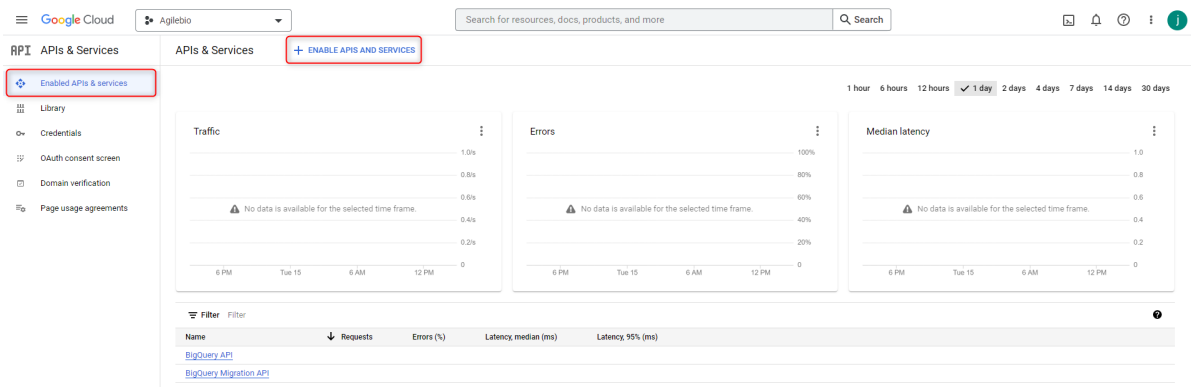 Google Cloud
Agilebio
Search for resources, docs, products, and more
Search
j
API APIs & Services
APIs & Services
+ ENABLE APIS AND SERVICES
Enabled APIs & services
Library
Credentials
OAuth consent screen
Domain verification
Page usage agreements
1 hour 6 hours 12 hours 1 day 2 days 4 days 7 days 14 days 30 days
Traffic
1.0/s
0.8/s
0.6/s
No data is available for the selected time frame.
0.4/s
0.2/s
0
6 PM Tue 15 6 AM 12 PM
Errors
100%
80%
60%
No data is available for the selected time frame.
40%
20%
0
6 PM Tue 15 6 AM 12 PM
Median latency
1.0
0.8
0.6
No data is available for the selected time frame.
0.4
0.2
0
6 PM Tue 15 6 AM 12 PM
Filter Filter
Name Requests Errors (%) Latency, median (ms) Latency, 95% (ms)
BigQuery API
BigQuery Migration API